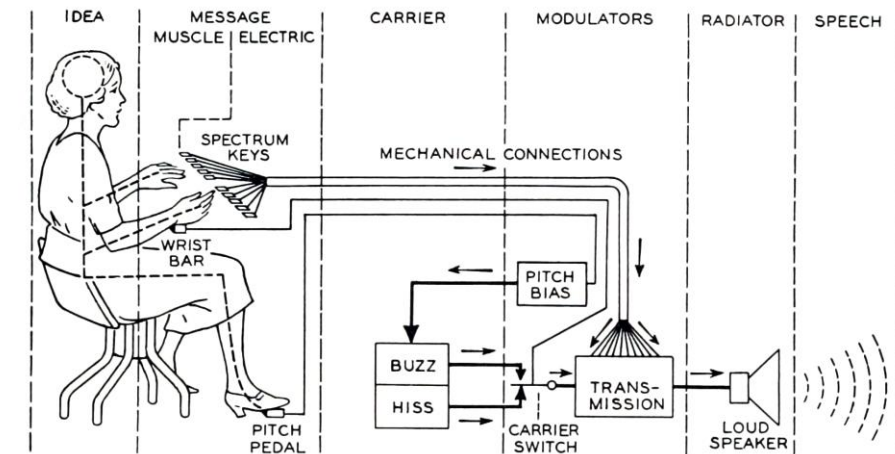 IDEA
MESSAGE
MUSCLE ELECTRIC
CARRIER
MODULATORS
RADIATOR
SPEECH
SPECTRUM
KEYS
MECHANICAL CONNECTIONS
WRIST
BAR
PITCH
BIAS
BUZZ
HISS
TRANS-
MISSION
CARRIER
SWITCH
LOUD
SPEAKER
PITCH
PEDAL